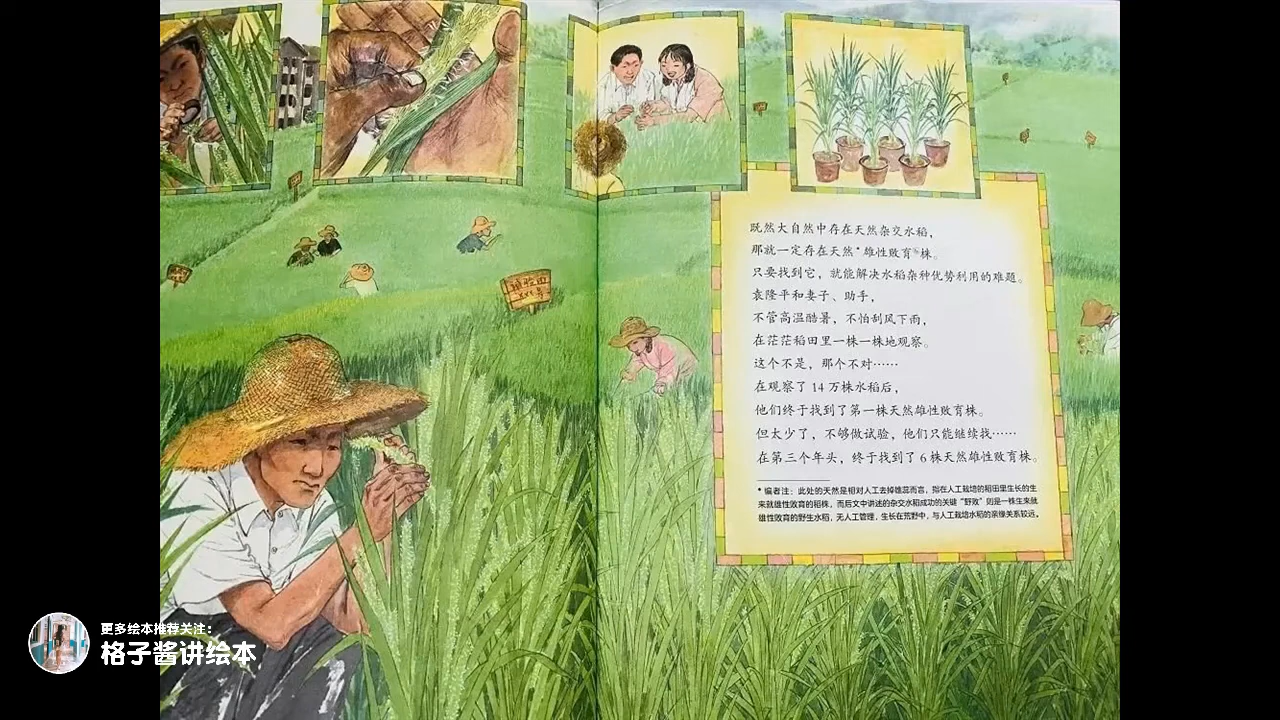 试验田
××号
既然大自然中存在天然杂交水稻，
那就一定存在天然*雄性败育株。
只要找到它，就能解决水稻杂种优势利用的难题。
袁隆平和妻子、助手，
不管高温酷暑，不怕刮风下雨，
在茫茫稻田里一株一株地观察。
这个不是，那个不对……
在观察了14万株水稻后，
他们终于找到了第一株天然雄性败育株。
但太少了，不够做试验，他们只能继续找……
在第三个年头，终于找到了6株天然雄性败育株。
*编者注：此处的天然是相对人工去掉雄蕊而言，指在人工栽培的稻田里生长的生
来就雄性败育的稻株，而后文中讲述的杂交水稻成功的关键“野败”则是一株生来就
雄性败育的野生水稻，无人工管理，生长在荒野中，与人工栽培水稻的亲缘关系较远。
更多绘本推荐关注：
格子酱讲绘本